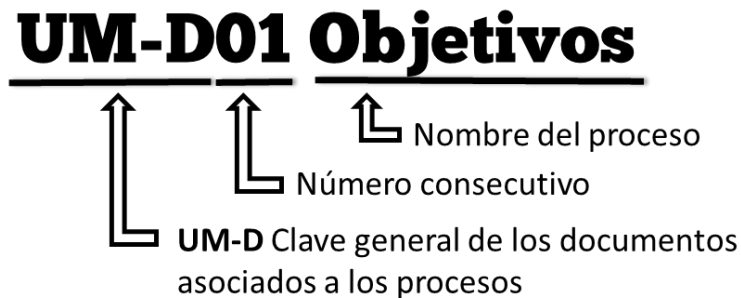 UM-D01 Objetivos
Nombre del proceso
Número consecutivo
UM-D Clave general de los documentos
asociados a los procesos